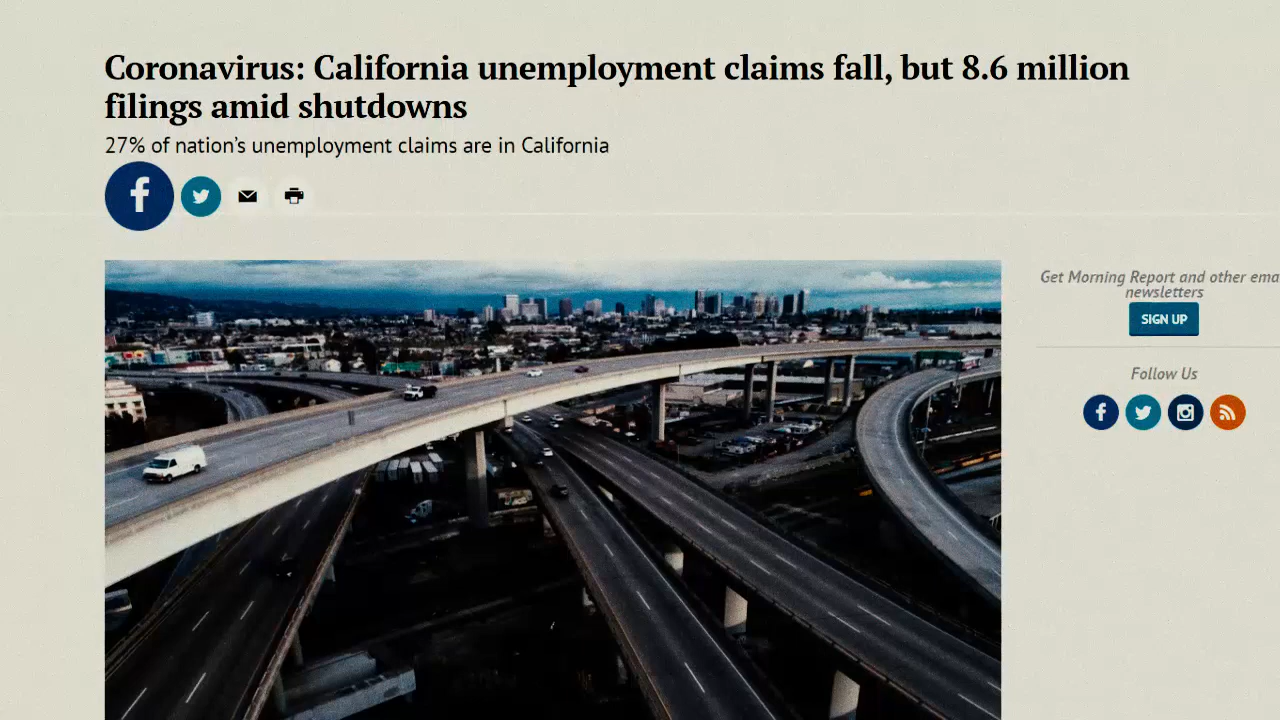 Coronavirus: California unemployment claims fall, but 8.6 million
filings amid shutdowns
27% of nation’s unemployment claims are in California
Get Morning Report and other ema
newsletters
SIGN UP
Follow Us